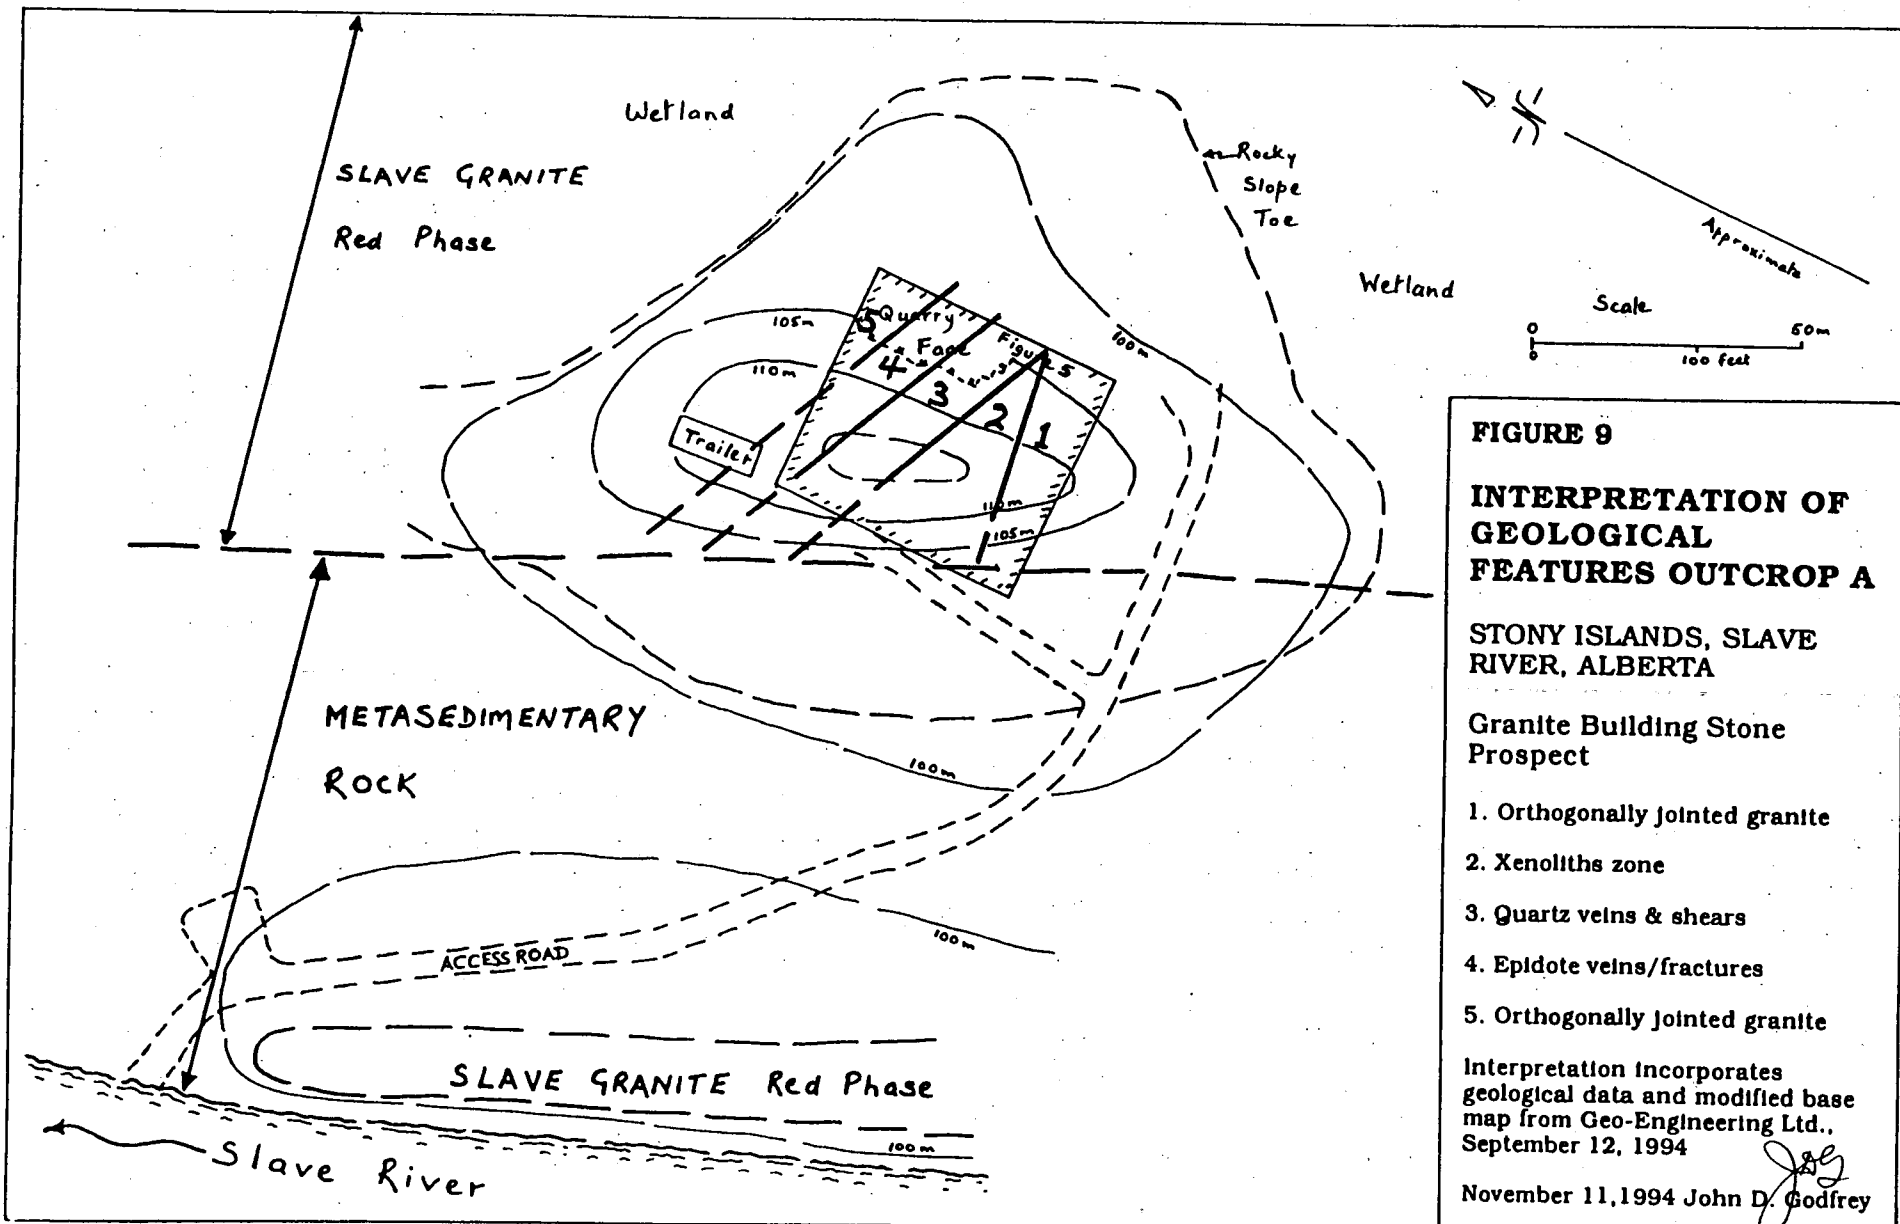 Wetland
SLAVE GRANITE
Red Phase
Rocky
Slope
Toe
Wetland
N
Approximate
Scale
0
50m
0
100 feet
105m
110m
100m
Quarry
Face
Figure 5
5
4
3
2
1
Trailer
110m
105m
METASEDIMENTARY
ROCK
100m
100m
ACCESS ROAD
SLAVE GRANITE Red Phase
100m
Slave River
FIGURE 9
INTERPRETATION OF
GEOLOGICAL
FEATURES OUTCROP A
STONY ISLANDS, SLAVE
RIVER, ALBERTA
Granite Building Stone
Prospect
1. Orthogonally jointed granite
2. Xenoliths zone
3. Quartz veins & shears
4. Epidote veins/fractures
5. Orthogonally jointed granite
Interpretation incorporates
geological data and modified base
map from Geo-Engineering Ltd.,
September 12, 1994
JDG
November 11,1994 John D. Godfrey